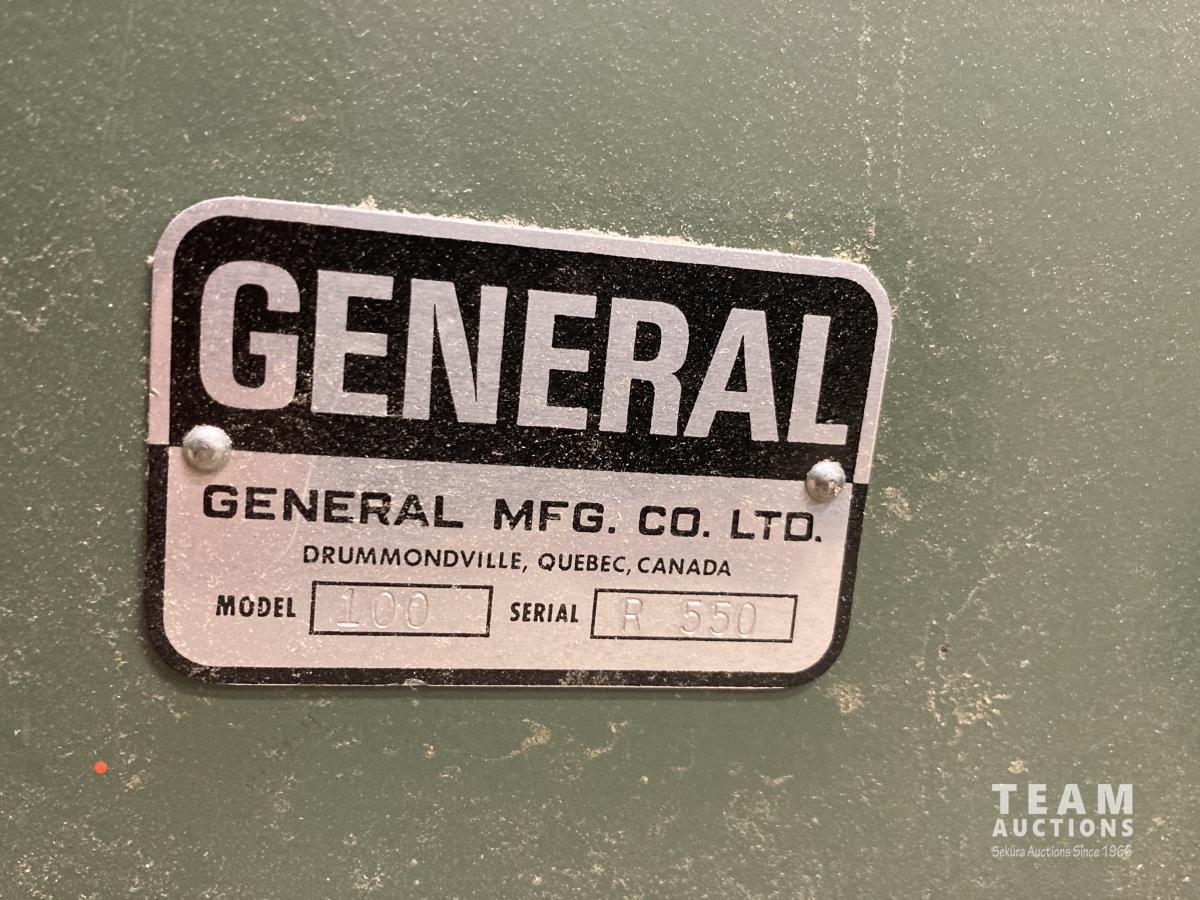 GENERAL
GENERAL MFG. CO. LTD.
DRUMMONDVILLE, QUEBEC, CANADA
MODEL 100 SERIAL R 550
TEAM
AUCTIONS
Sekura Auctions Since 1966